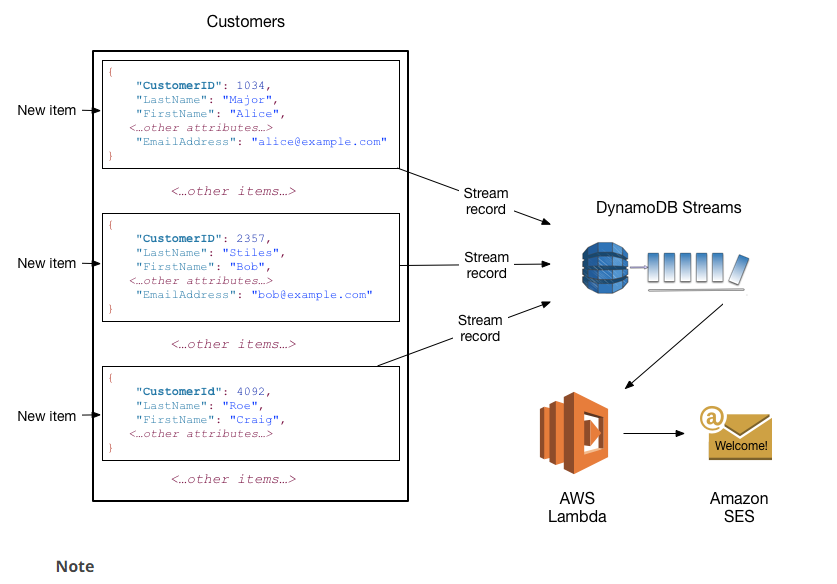 Customers
New item
{
"CustomerID": 1034,
"LastName": "Major",
"FirstName": "Alice",
<…other attributes…>
"EmailAddress": "alice@example.com"
}
<…other items…>
New item
{
"CustomerID": 2357,
"LastName": "Stiles",
"FirstName": "Bob",
<…other attributes…>
"EmailAddress": "bob@example.com"
}
<…other items…>
New item
{
"CustomerId": 4092,
"LastName": "Roe",
"FirstName": "Craig",
<…other attributes…>
}
<…other items…>
Stream
record
Stream
record
Stream
record
DynamoDB Streams
AWS
Lambda
@
Welcome!
Amazon
SES
Note